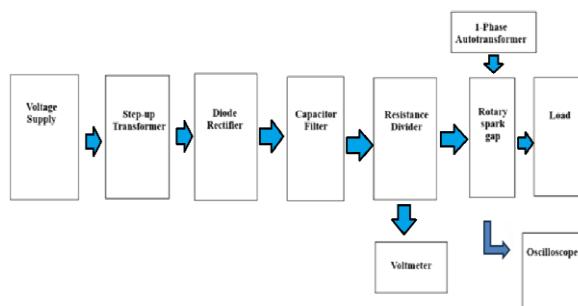 1-Phase
Autotransformer
Voltage
Supply
Step-up
Transformer
Diode
Rectifier
Capacitor
Filter
Resistance
Divider
Rotary
spark
gap
Load
Voltmeter
Oscilloscope